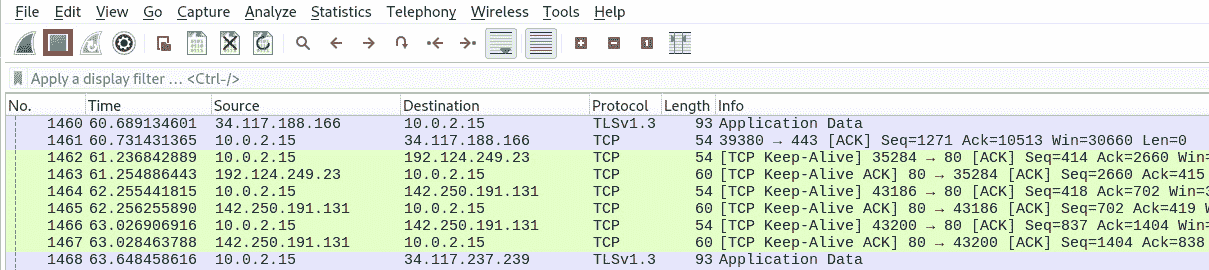 File Edit View Go Capture Analyze Statistics Telephony Wireless Tools Help
Apply a display filter … <Ctrl-/>
No. Time Source Destination Protocol Length Info
1460 60.689134601 34.117.188.166 10.0.2.15 TLSv1.3 93 Application Data
1461 60.731431365 10.0.2.15 34.117.188.166 TCP 54 39380 → 443 [ACK] Seq=1271 Ack=10513 Win=30660 Len=0
1462 61.236842889 10.0.2.15 192.124.249.23 TCP 54 [TCP Keep-Alive] 35284 → 80 [ACK] Seq=414 Ack=2660 Win=
1463 61.254886443 192.124.249.23 10.0.2.15 TCP 60 [TCP Keep-Alive ACK] 80 → 35284 [ACK] Seq=2660 Ack=415
1464 62.255441815 10.0.2.15 142.250.191.131 TCP 54 [TCP Keep-Alive] 43186 → 80 [ACK] Seq=418 Ack=702 Win=
1465 62.256255890 142.250.191.131 10.0.2.15 TCP 60 [TCP Keep-Alive ACK] 80 → 43186 [ACK] Seq=702 Ack=419 W
1466 63.026906916 10.0.2.15 142.250.191.131 TCP 54 [TCP Keep-Alive] 43200 → 80 [ACK] Seq=837 Ack=1404 Win=
1467 63.028463788 142.250.191.131 10.0.2.15 TCP 60 [TCP Keep-Alive ACK] 80 → 43200 [ACK] Seq=1404 Ack=838
1468 63.648458616 10.0.2.15 34.117.237.239 TLSv1.3 93 Application Data